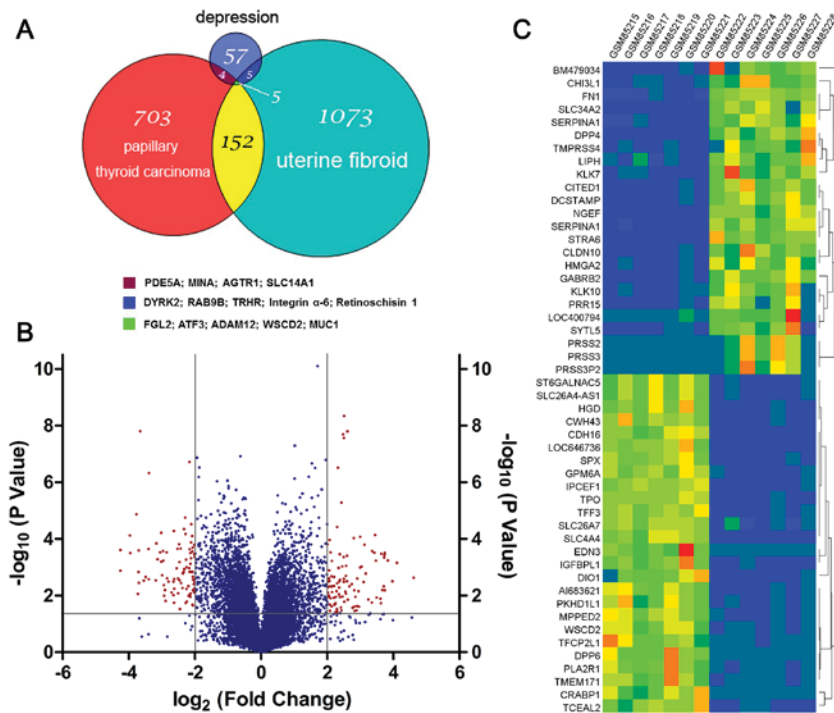 A
depression
57
4
5
5
703
papillary
thyroid carcinoma
152
1073
uterine fibroid
PDE5A; MINA; AGTR1; SLC14A1
DYRK2; RAB9B; TRHR; Integrin α-6; Retinoschisin 1
FGL2; ATF3; ADAM12; WSCD2; MUC1
B
-log10 (P Value)
10
8
6
4
2
0
-6
-4
-2
0
2
4
6
log2 (Fold Change)
10
8
6
4
2
0
-log10 (P Value)
C
GSM85215
GSM85216
GSM85217
GSM85218
GSM85219
GSM85220
GSM85221
GSM85222
GSM85223
GSM85224
GSM85225
GSM85226
GSM85227
GSM85228
BM479034
CHI3L1
FN1
SLC34A2
SERPINA1
DPP4
TMPRSS4
LIPH
KLK7
CITED1
DCSTAMP
NGEF
SERPINA1
STRA6
CLDN10
HMGA2
GABRB2
KLK10
PRR15
LOC400794
SYTL5
PRSS2
PRSS3
PRSS3P2
ST6GALNAC5
SLC26A4-AS1
HGD
CWH43
CDH16
LOC646736
SPX
GPM6A
IPCEF1
TPO
TFF3
SLC26A7
SLC4A4
EDN3
IGFBPL1
DIO1
AI683621
PKHD1L1
MPPED2
WSCD2
TFCP2L1
DPP6
PLA2R1
TMEM171
CRABP1
TCEAL2